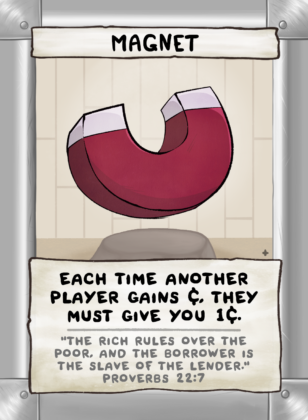 MAGNET
EACH TIME ANOTHER
PLAYER GAINS ¢, THEY
MUST GIVE YOU 1¢.
"THE RICH RULES OVER THE
POOR, AND THE BORROWER IS
THE SLAVE OF THE LENDER."
PROVERBS 22:7